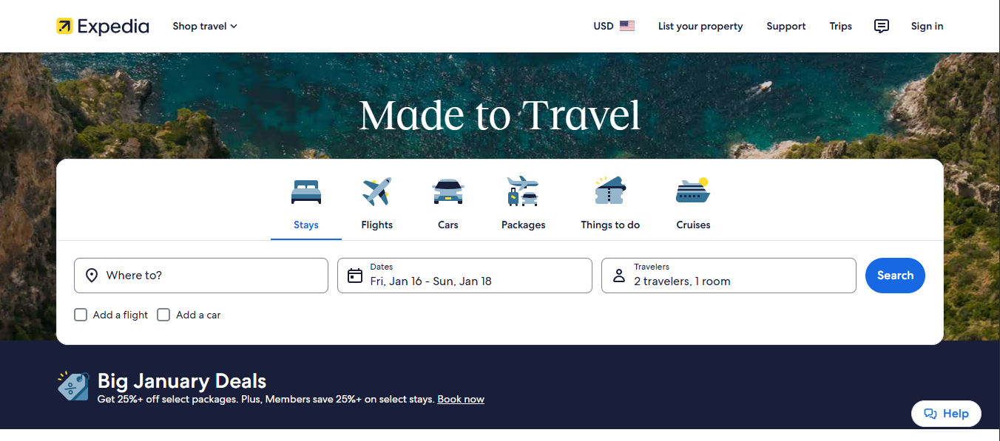 Expedia
Shop travel
USD
List your property
Support
Trips
Sign in
Made to Travel
Stays
Flights
Cars
Packages
Things to do
Cruises
Where to?
Dates
Fri, Jan 16 - Sun, Jan 18
Travelers
2 travelers, 1 room
Search
Add a flight
Add a car
Big January Deals
Get 25%+ off select packages. Plus, Members save 25%+ on select stays. Book now
Help